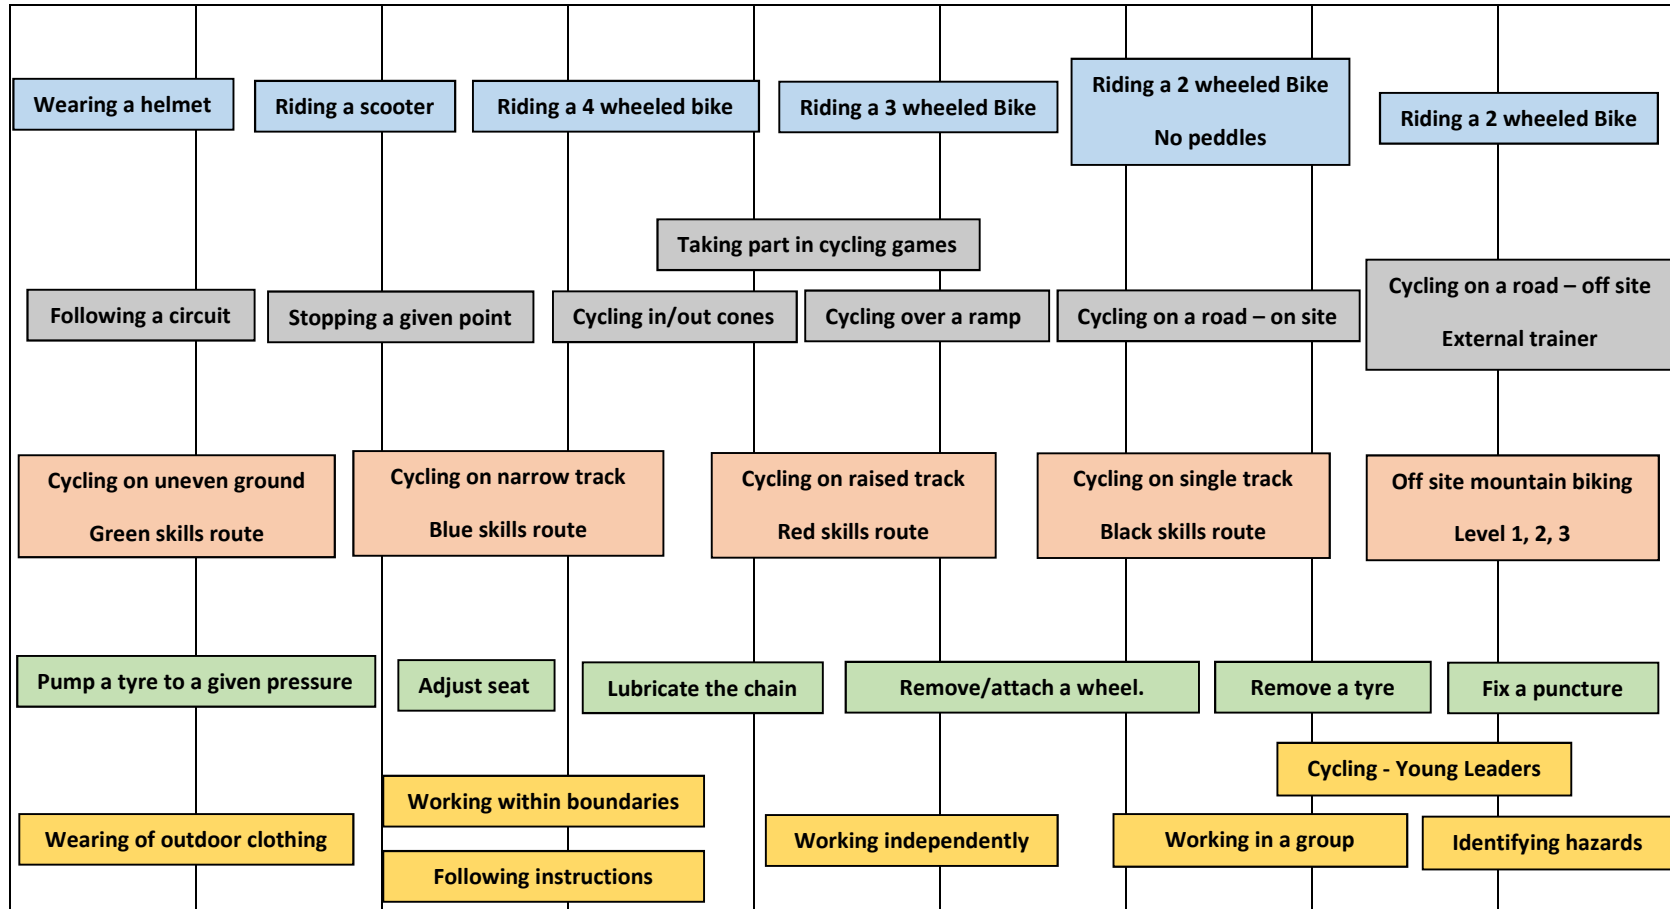 Wearing a helmet
Riding a scooter
Riding a 4 wheeled bike
Riding a 3 wheeled Bike
Riding a 2 wheeled Bike
No peddles
Riding a 2 wheeled Bike
Taking part in cycling games
Following a circuit
Stopping a given point
Cycling in/out cones
Cycling over a ramp
Cycling on a road – on site
Cycling on a road – off site
External trainer
Cycling on uneven ground
Green skills route
Cycling on narrow track
Blue skills route
Cycling on raised track
Red skills route
Cycling on single track
Black skills route
Off site mountain biking
Level 1, 2, 3
Pump a tyre to a given pressure
Adjust seat
Lubricate the chain
Remove/attach a wheel.
Remove a tyre
Fix a puncture
Cycling - Young Leaders
Working within boundaries
Wearing of outdoor clothing
Following instructions
Working independently
Working in a group
Identifying hazards